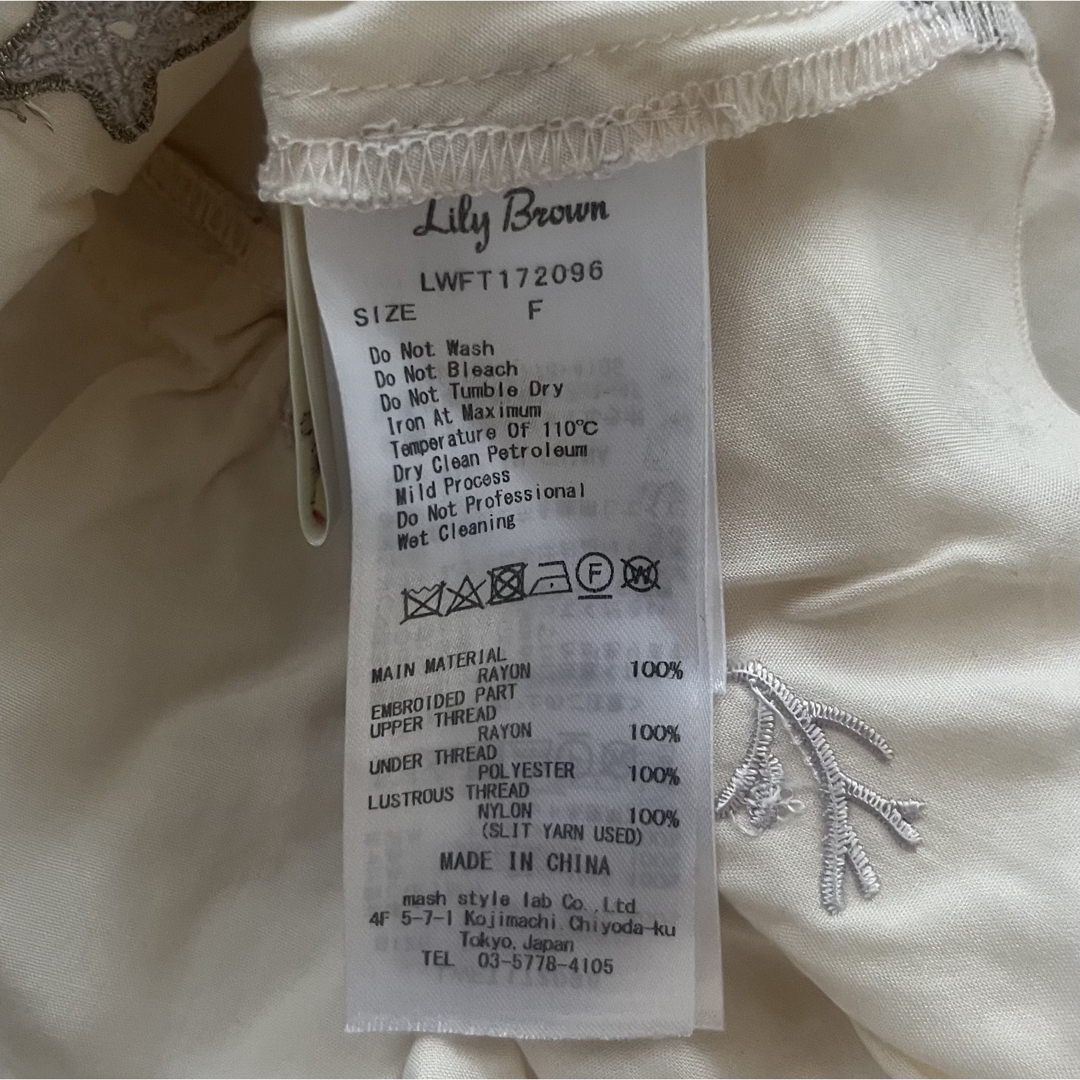 Lily Brown
LWFT172096
SIZE F
Do Not Wash
Do Not Bleach
Do Not Tumble Dry
Iron At Maximum
Temperature Of 110℃
Dry Clean Petroleum
Mild Process
Do Not Professional
Wet Cleaning
F W
MAIN MATERIAL
RAYON 100%
EMBROIDED PART
UPPER THREAD
RAYON 100%
UNDER THREAD
POLYESTER 100%
LUSTROUS THREAD
NYLON 100%
(SLIT YARN USED)
MADE IN CHINA
mash style lab Co.,Ltd
4F 5-7-1 Kojimachi Chiyoda-ku
Tokyo, Japan
TEL 03-5778-4105